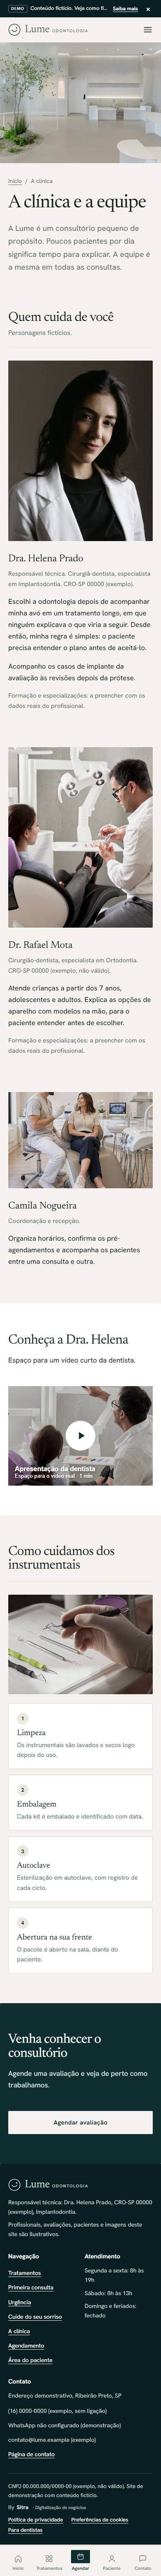 DEMO Conteúdo fictício. Veja como fi... Saiba mais ×
Lume ODONTOLOGIA
Início / A clínica
A clínica e a equipe
A Lume é um consultório pequeno de
propósito. Poucos pacientes por dia
significa tempo para explicar. A equipe é
a mesma em todas as consultas.
Quem cuida de você
Personagens fictícios.
Dra. Helena Prado
Responsável técnica. Cirurgiã-dentista, especialista
em Implantodontia. CRO-SP 00000 (exemplo).
Escolhi a odontologia depois de acompanhar
minha avó em um tratamento longo, em que
ninguém explicava o que viria a seguir. Desde
então, minha regra é simples: o paciente
precisa entender o plano antes de aceitá-lo.
Acompanho os casos de implante da
avaliação às revisões depois da prótese.
Formação e especializações: a preencher com os
dados reais do profissional.
Dr. Rafael Mota
Cirurgião-dentista, especialista em Ortodontia.
CRO-SP 00000 (exemplo, não válido).
Atende crianças a partir dos 7 anos,
adolescentes e adultos. Explica as opções de
aparelho com modelos na mão, para o
paciente entender antes de escolher.
Formação e especializações: a preencher com os
dados reais do profissional.
Camila Nogueira
Coordenação e recepção.
Organiza horários, confirma os pré-
agendamentos e acompanha os pacientes
entre uma consulta e outra.
Conheça a Dra. Helena
Espaço para um vídeo curto da dentista.
Apresentação da dentista
Espaço para o vídeo real · 1 min
Como cuidamos dos
instrumentais
1
Limpeza
Os instrumentais são lavados e secos logo
depois do uso.
2
Embalagem
Cada kit é embalado e identificado com data.
3
Autoclave
Esterilização em autoclave, com registro de
cada ciclo.
4
Abertura na sua frente
O pacote é aberto na sala, diante do
paciente.
Venha conhecer o
consultório
Agende uma avaliação e veja de perto como
trabalhamos.
Agendar avaliação
Lume ODONTOLOGIA
Responsável técnica: Dra. Helena Prado, CRO-SP 00000
(exemplo), Implantodontia.
Profissionais, avaliações, pacientes e imagens deste
site são ilustrativos.
Navegação
Tratamentos
Primeira consulta
Urgência
Cuide do seu sorriso
A clínica
Agendamento
Área do paciente
Atendimento
Segunda a sexta: 8h às
19h
Sábado: 8h às 13h
Domingo e feriados:
fechado
Contato
Endereço demonstrativo, Ribeirão Preto, SP
(16) 0000-0000 (exemplo, sem ligação)
WhatsApp não configurado (demonstração)
contato@lume.example (exemplo)
Página de contato
CNPJ 00.000.000/0000-00 (exemplo, não válido). Site de
demonstração com conteúdo fictício.
By Sitra · Digitalização de negócios
Política de privacidade Preferências de cookies
Para dentistas
Início Tratamentos Agendar Paciente Contato